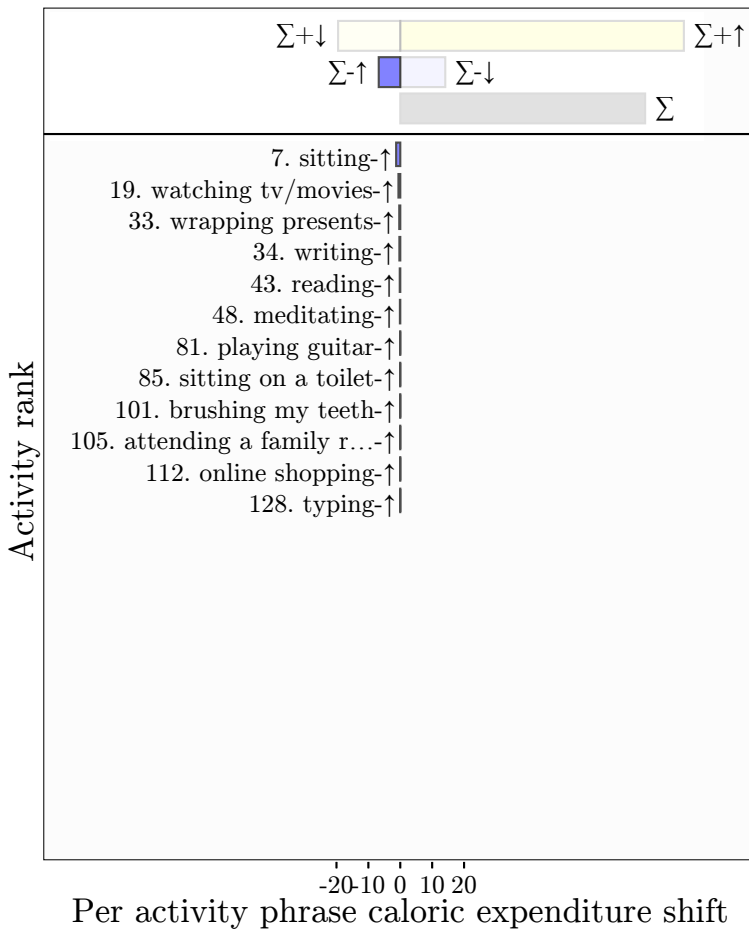 ∑+↓ ∑+↑
∑-↑ ∑-↓
∑
7. sitting-↑
19. watching tv/movies-↑
33. wrapping presents-↑
34. writing-↑
43. reading-↑
48. meditating-↑
81. playing guitar-↑
85. sitting on a toilet-↑
101. brushing my teeth-↑
105. attending a family r...-↑
112. online shopping-↑
128. typing-↑
Activity rank
-20 -10 0 10 20
Per activity phrase caloric expenditure shift